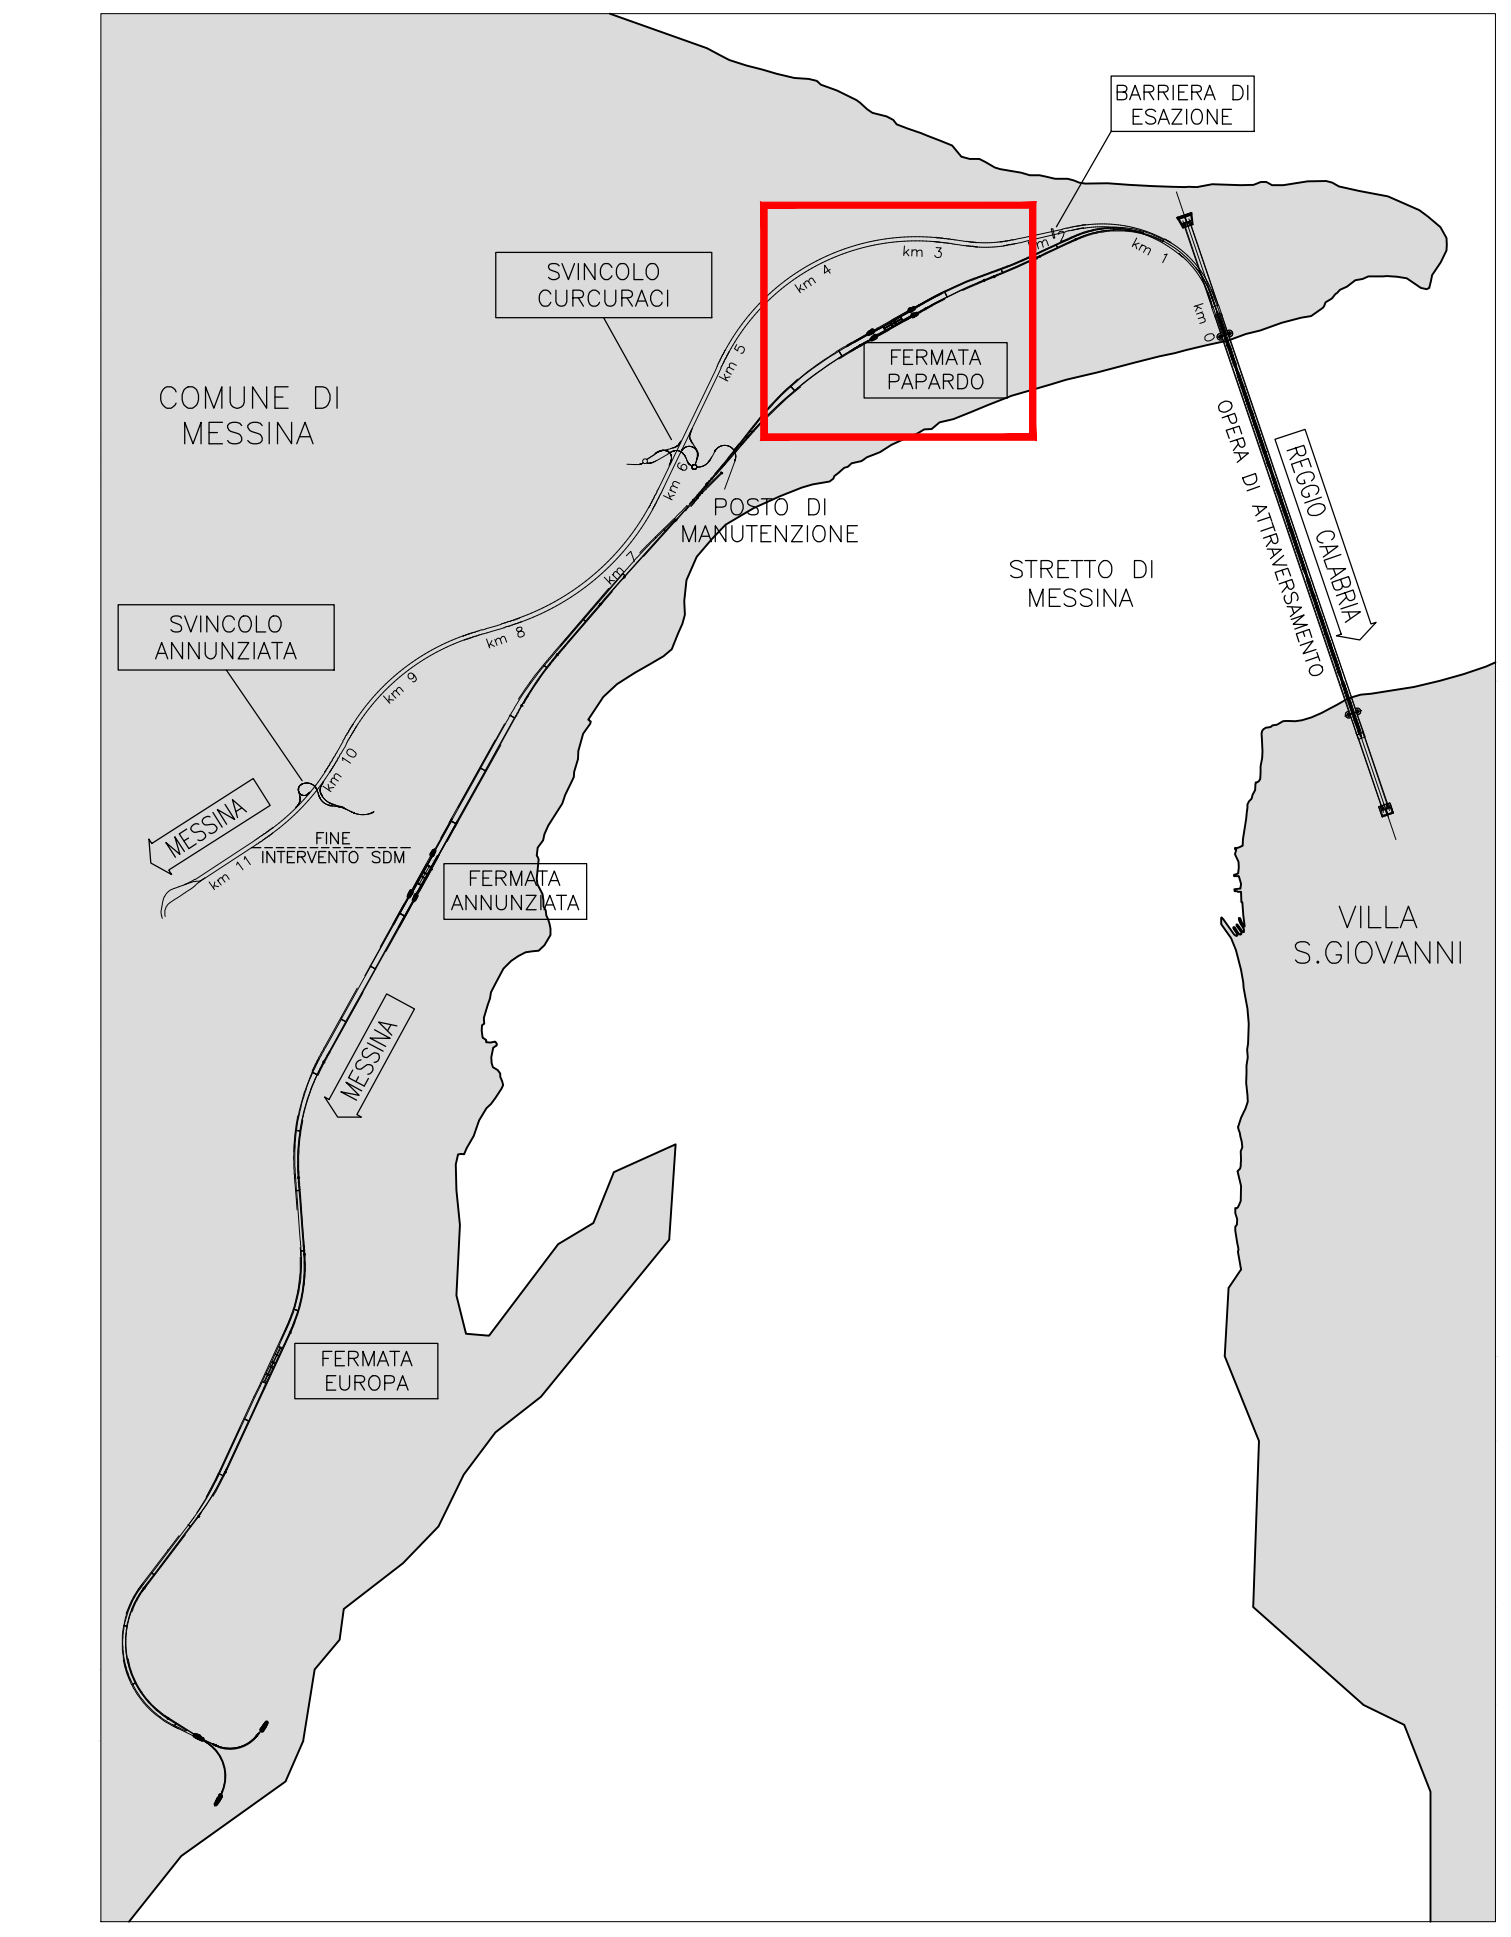 BARRIERA DI
ESAZIONE
SVINCOLO
CURCURACI
km 0
km 1
km 2
km 3
km 4
km 5
km 6
km 7
km 8
km 9
km 10
km 11
FERMATA
PAPARDO
COMUNE DI
MESSINA
OPERA DI ATTRAVERSAMENTO
REGGIO CALABRIA
POSTO DI
MANUTENZIONE
STRETTO DI
MESSINA
SVINCOLO
ANNUNZIATA
MESSINA
FINE
INTERVENTO SDM
FERMATA
ANNUNZIATA
VILLA
S.GIOVANNI
MESSINA
FERMATA
EUROPA